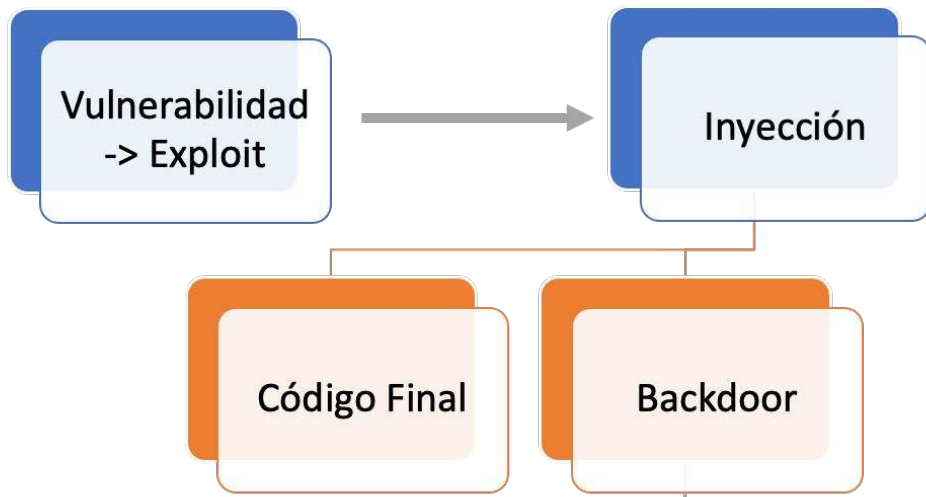 Vulnerabilidad
-> Exploit
Inyección
Código Final
Backdoor